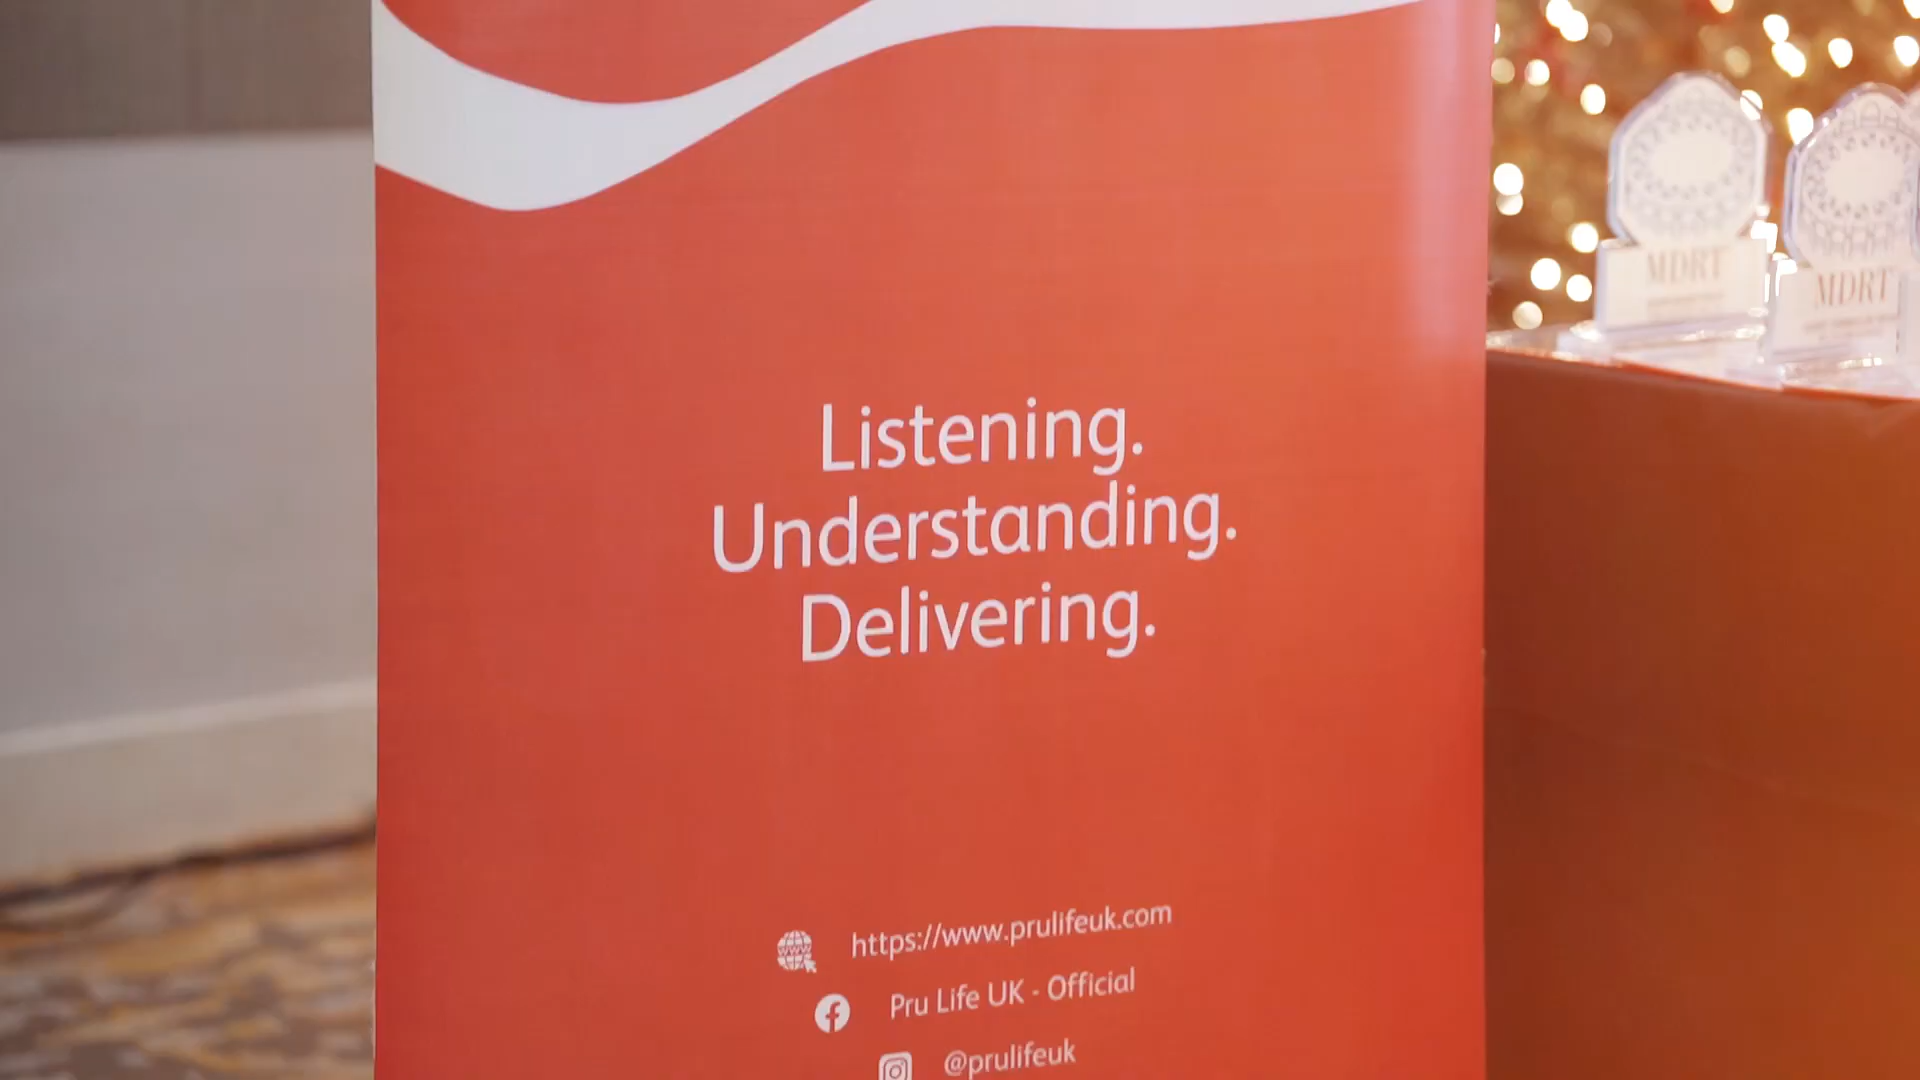 Listening.
Understanding.
Delivering.
https://www.prulifeuk.com
Pru Life UK - Official
@prulifeuk
MDRT
MDRT